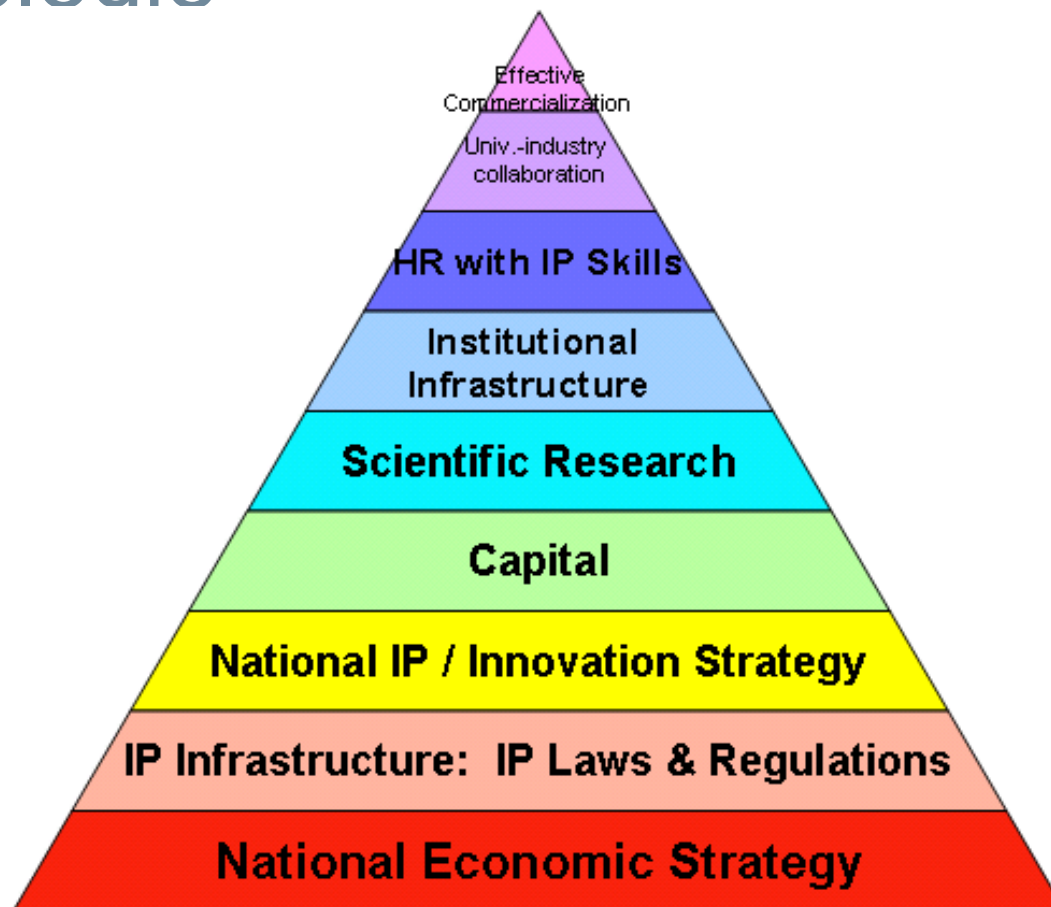 Effective
Commercialization
Univ.-industry
collaboration
HR with IP Skills
Institutional
Infrastructure
Scientific Research
Capital
National IP / Innovation Strategy
IP Infrastructure:  IP Laws & Regulations
National Economic Strategy